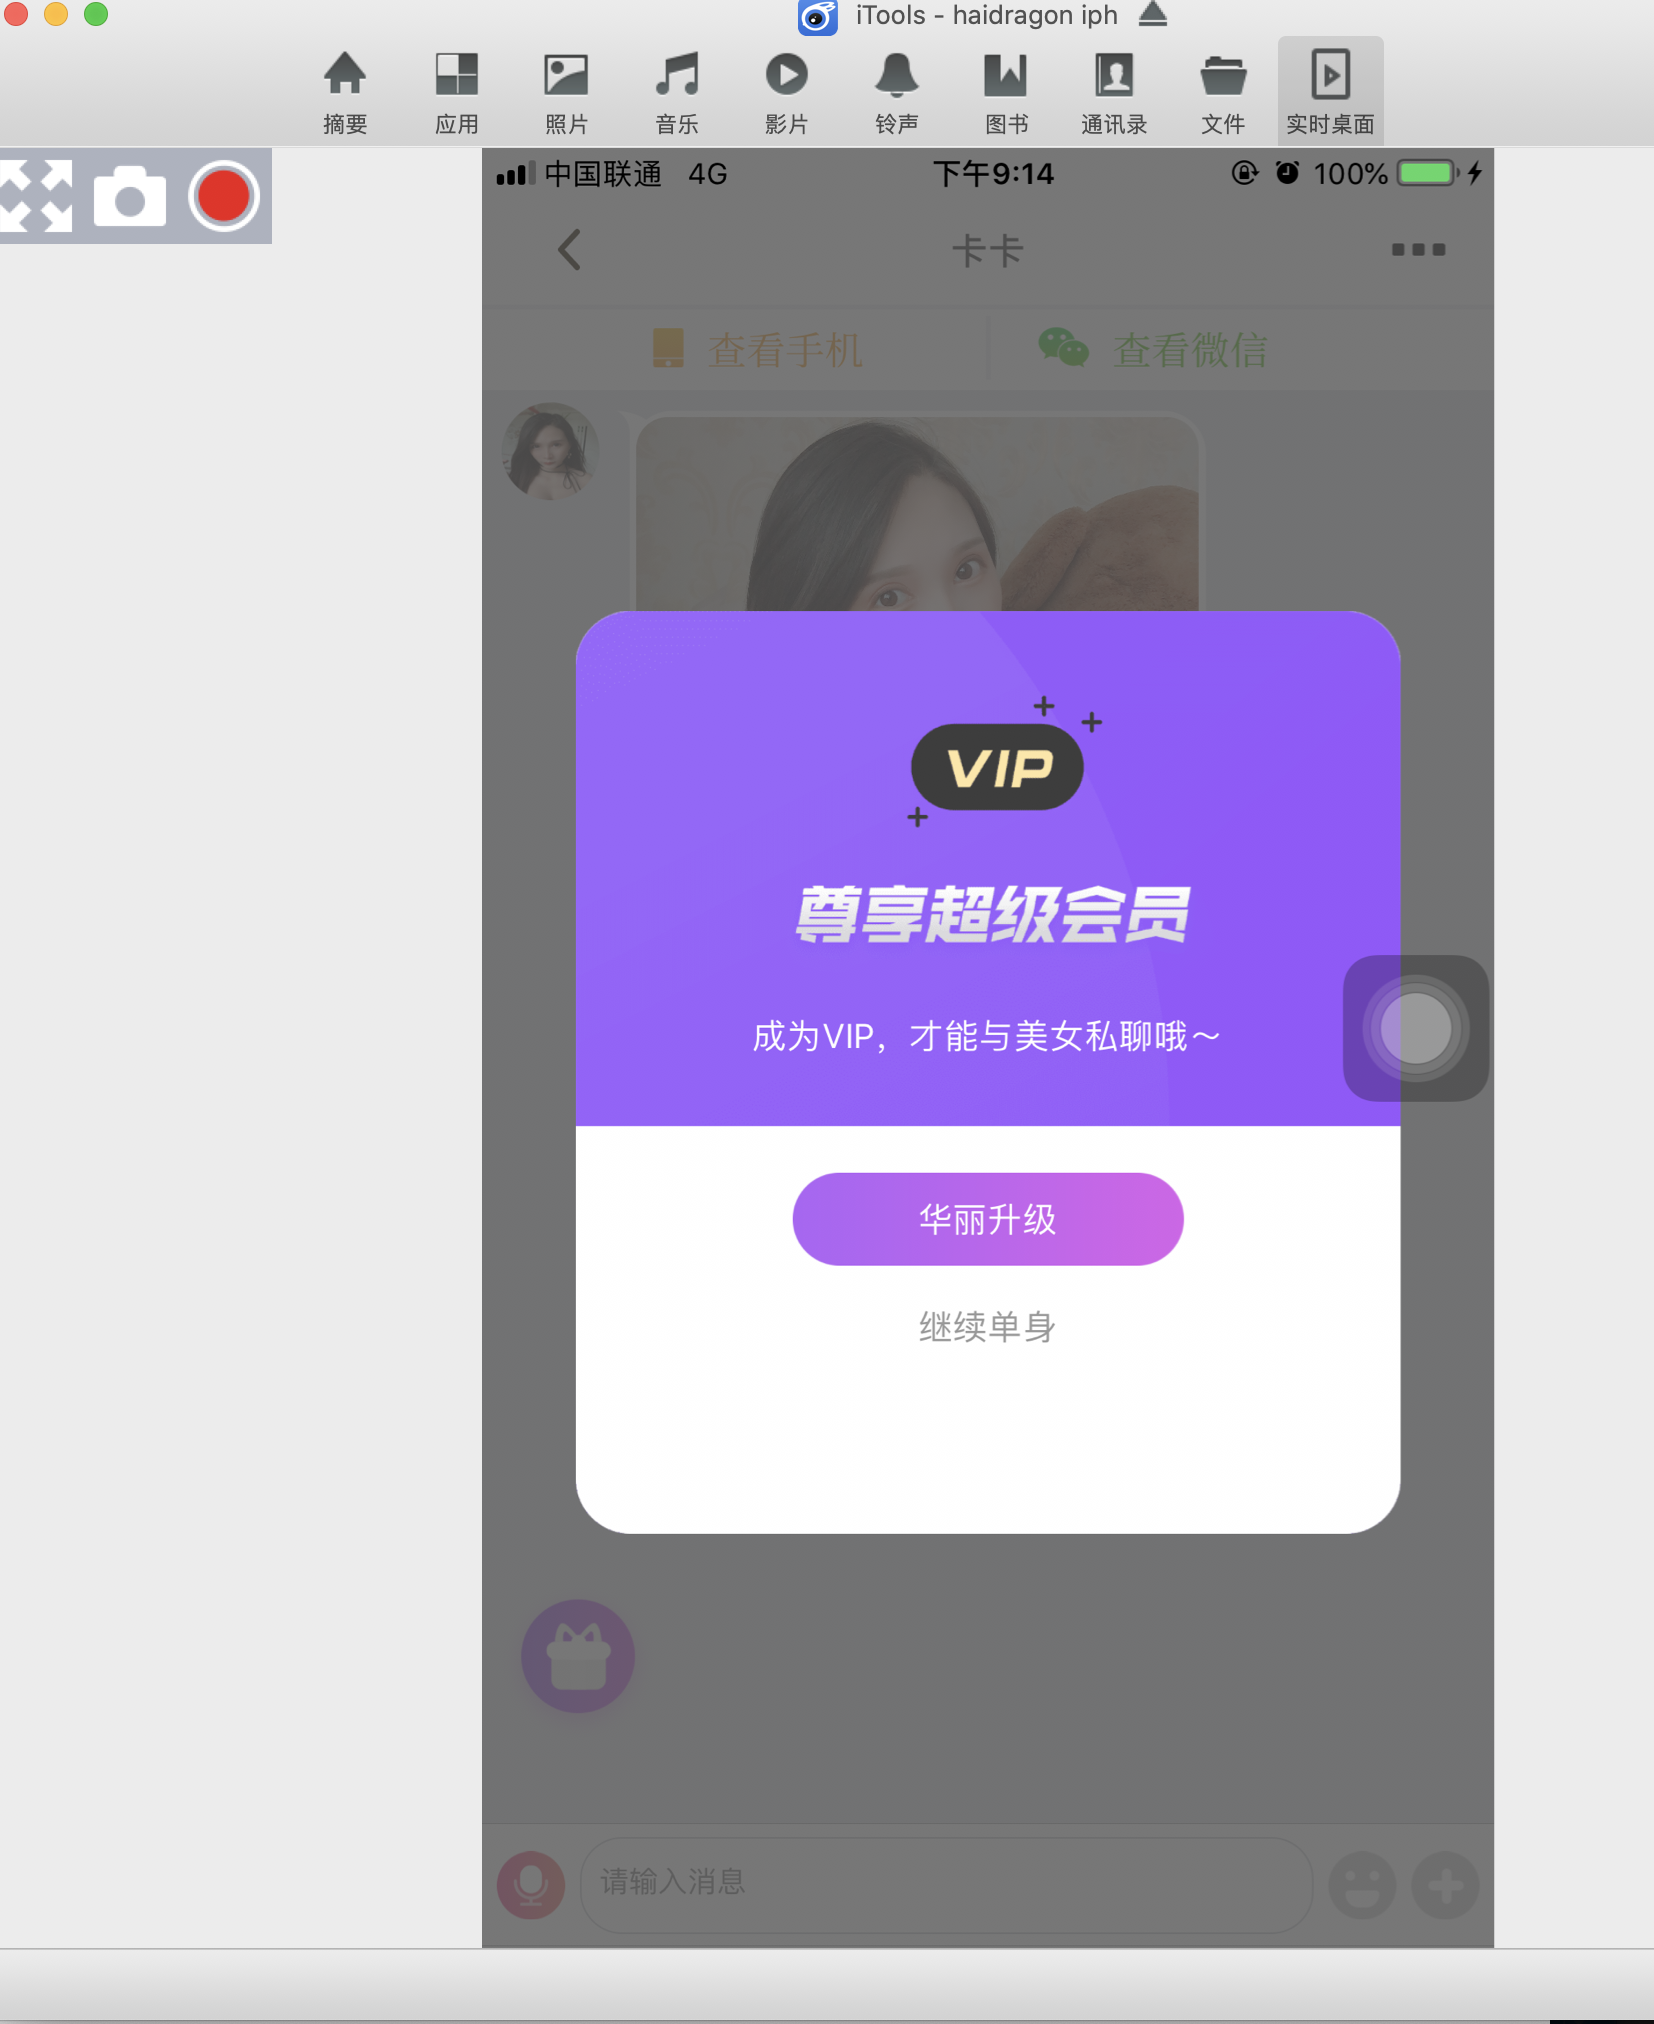 iTools - haidragon iph
摘要 应用 照片 音乐 影片 铃声 图书 通讯录 文件 实时桌面
中国联通 4G 下午9:14 100%
卡卡
查看手机 查看微信
VIP
尊享超级会员
成为VIP，才能与美女私聊哦～
华丽升级
继续单身
请输入消息